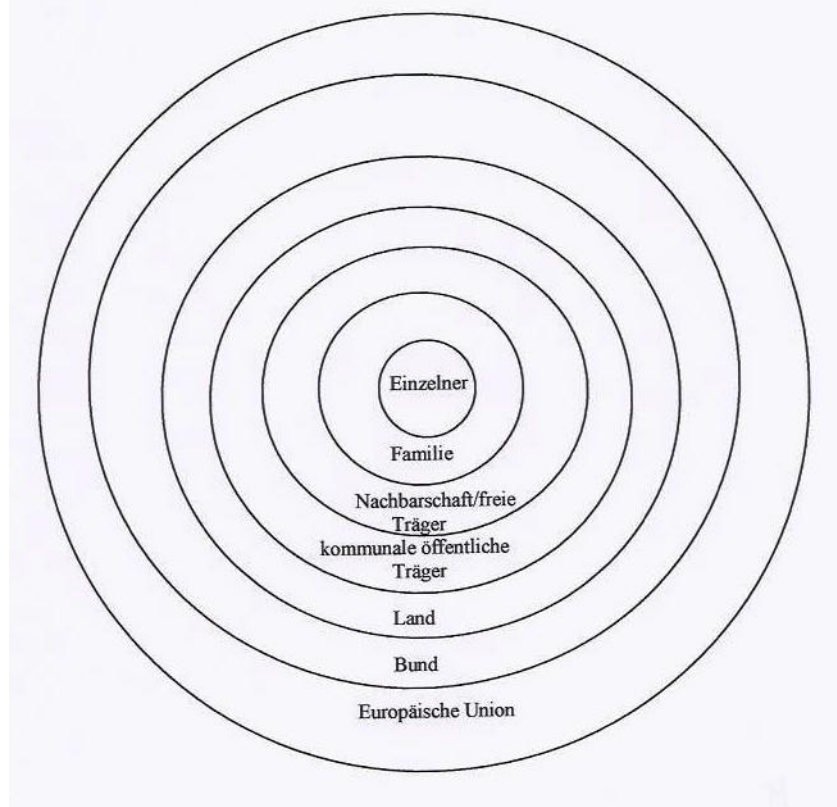 Einzelner
Familie
Nachbarschaft/freie
Träger
kommunale öffentliche
Träger
Land
Bund
Europäische Union